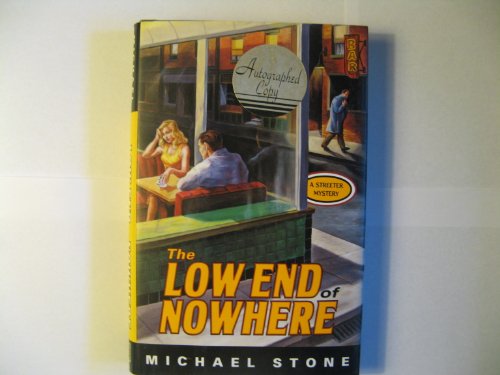 Autographed
Copy
BAR
A STREETER
MYSTERY
The
LOW END of
NOWHERE
MICHAEL STONE